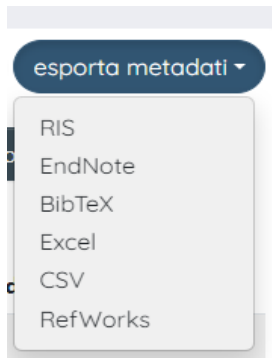 esporta metadati
RIS
EndNote
BibTeX
Excel
CSV
RefWorks